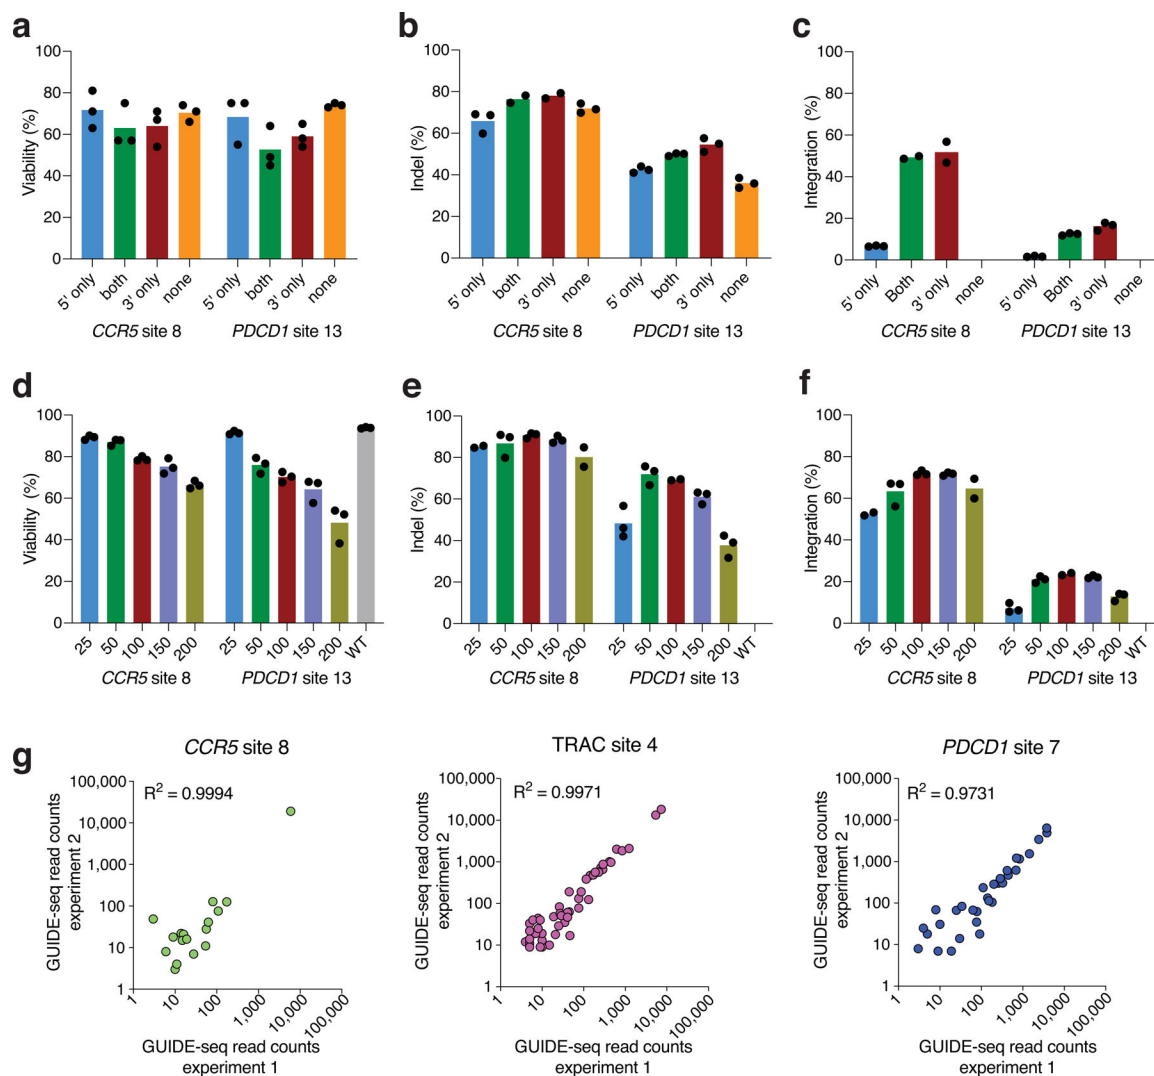 a
Viability (%)
100
80
60
40
20
0
5' only
both
3' only
none
5' only
both
3' only
none
CCR5 site 8
PDCD1 site 13
b
Indel (%)
100
80
60
40
20
0
5' only
both
3' only
none
5' only
both
3' only
none
CCR5 site 8
PDCD1 site 13
c
Integration (%)
100
80
60
40
20
0
5' only
Both
3' only
none
5' only
Both
3' only
none
CCR5 site 8
PDCD1 site 13
d
Viability (%)
100
80
60
40
20
0
25
50
100
150
200
25
50
100
150
200
WT
CCR5 site 8
PDCD1 site 13
e
Indel (%)
100
80
60
40
20
0
25
50
100
150
200
25
50
100
150
200
WT
CCR5 site 8
PDCD1 site 13
f
Integration (%)
100
80
60
40
20
0
25
50
100
150
200
25
50
100
150
200
WT
CCR5 site 8
PDCD1 site 13
g
CCR5 site 8
R² = 0.9994
GUIDE-seq read counts
experiment 2
100,000
10,000
1,000
100
10
1
1
10
100
1,000
10,000
100,000
GUIDE-seq read counts
experiment 1
TRAC site 4
R² = 0.9971
GUIDE-seq read counts
experiment 2
100,000
10,000
1,000
100
10
1
1
10
100
1,000
10,000
100,000
GUIDE-seq read counts
experiment 1
PDCD1 site 7
R² = 0.9731
GUIDE-seq read counts
experiment 2
100,000
10,000
1,000
100
10
1
1
10
100
1,000
10,000
100,000
GUIDE-seq read counts
experiment 1